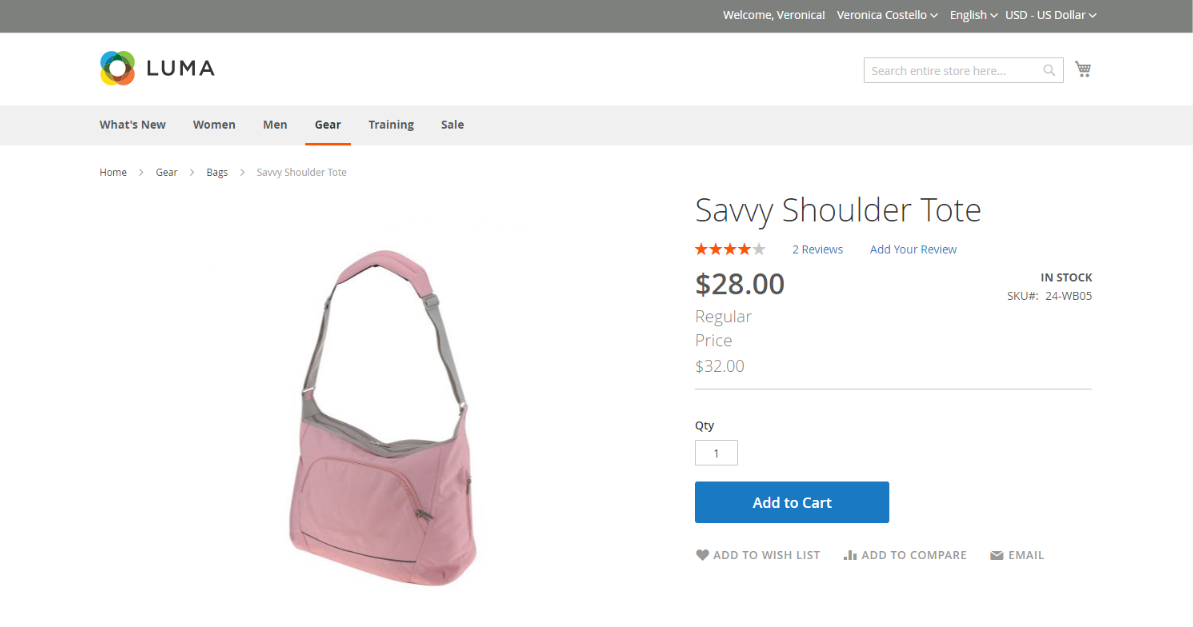 Welcome, Veronica! Veronica Costello English USD - US Dollar
LUMA
Search entire store here...
What's New Women Men Gear Training Sale
Home Gear Bags Savvy Shoulder Tote
Savvy Shoulder Tote
2 Reviews Add Your Review
$28.00
IN STOCK
SKU#: 24-WB05
Regular
Price
$32.00
Qty
1
Add to Cart
ADD TO WISH LIST ADD TO COMPARE EMAIL